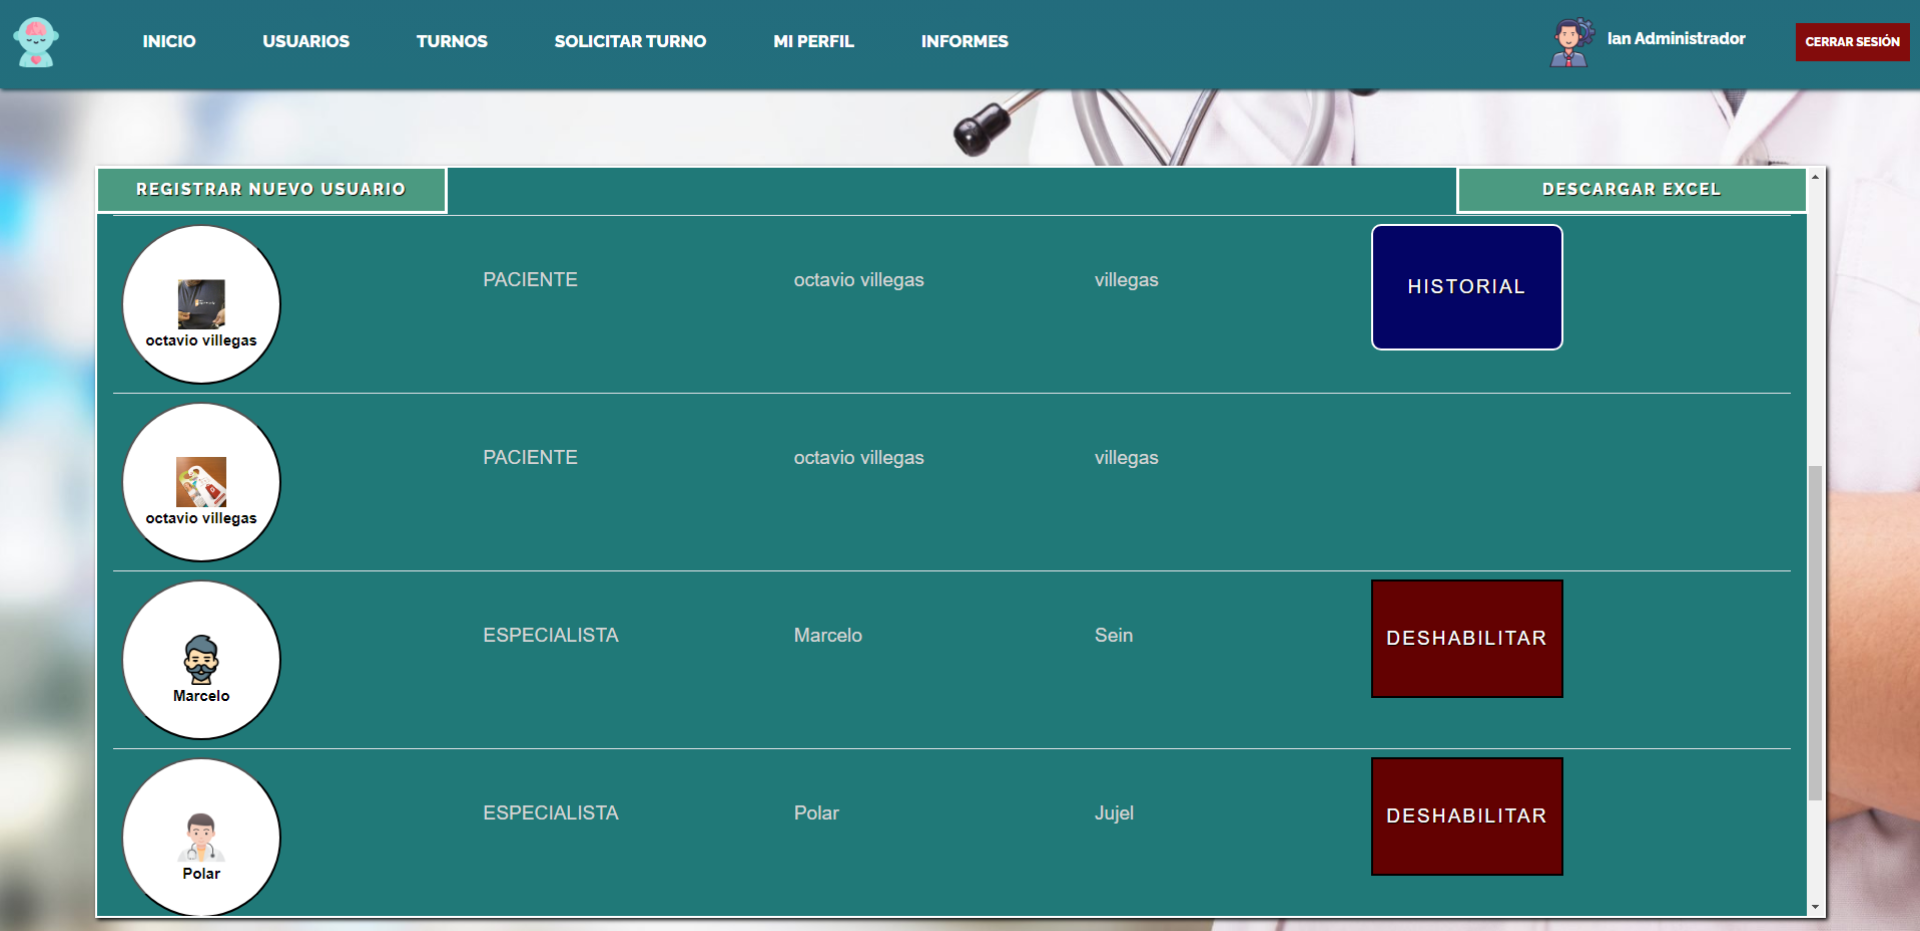 INICIO
USUARIOS
TURNOS
SOLICITAR TURNO
MI PERFIL
INFORMES
Ian Administrador
CERRAR SESIÓN
REGISTRAR NUEVO USUARIO
DESCARGAR EXCEL
octavio villegas
PACIENTE
octavio villegas
villegas
HISTORIAL
octavio villegas
PACIENTE
octavio villegas
villegas
Marcelo
ESPECIALISTA
Marcelo
Sein
DESHABILITAR
Polar
ESPECIALISTA
Polar
Jujel
DESHABILITAR